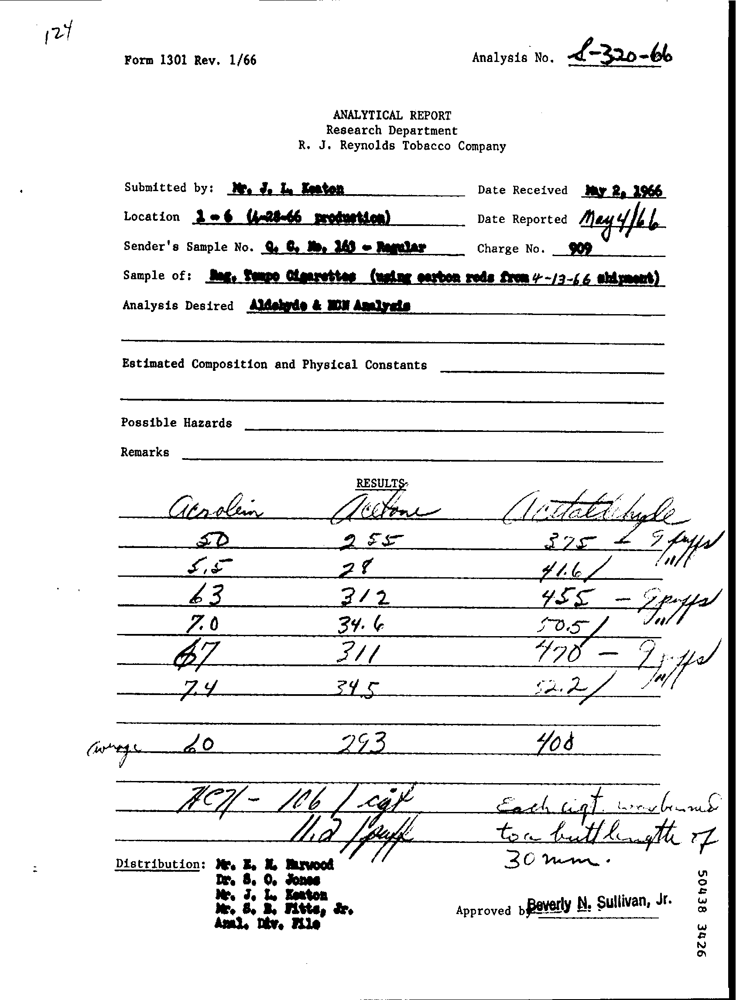 124
Form 1301 Rev. 1/66
Analysis No. S-320-66
ANALYTICAL REPORT
Research Department
R. J. Reynolds Tobacco Company
Submitted by: Mr. J. L. Keaton Date Received May 2, 1966
Location 1 - 6 (4-28-66 production) Date Reported May 4/66
Sender's Sample No. Q. C. No. 163 - Regular Charge No. 909
Sample of: Reg. Tempo Cigarettes (using carbon rods from 4-13-66 shipment)
Analysis Desired Aldehyde & HCN Analysis
Estimated Composition and Physical Constants
Possible Hazards
Remarks
RESULTS
Acrolein Acetone Acetaldehyde
50 255 375 - 9 puffs
5.5 28 41.6/ puff
63 312 455 - 9 puffs
7.0 34.6 50.5/ puff
67 311 470 - 9 puffs
7.4 34.5 52.2/ puff
average 60 293
HCN - 106 / cigt
11.2 / puff
Each cigt. was burned
to a butt length of
30 mm.
Distribution: Mr. E. H. Harwood
Dr. S. O. Jones
Mr. J. L. Keaton
Mr. S. B. Fitts, Jr.
Anal. Div. File
Approved by Beverly N. Sullivan, Jr.
50438 3426